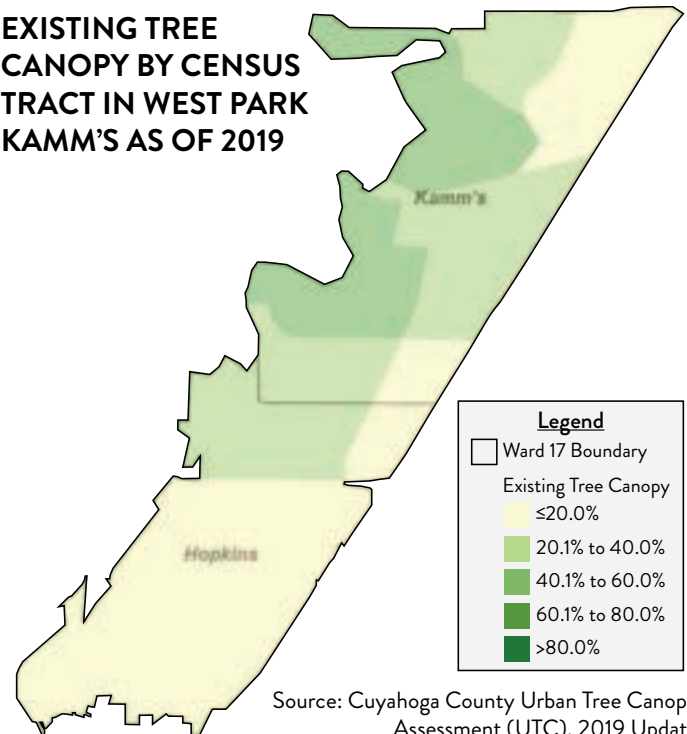 EXISTING TREE
CANOPY BY CENSUS
TRACT IN WEST PARK
KAMM'S AS OF 2019
Kamm's
Hopkins
Legend
Ward 17 Boundary
Existing Tree Canopy
≤20.0%
20.1% to 40.0%
40.1% to 60.0%
60.1% to 80.0%
>80.0%
Source: Cuyahoga County Urban Tree Canop
Assessment (UTC), 2019 Updat